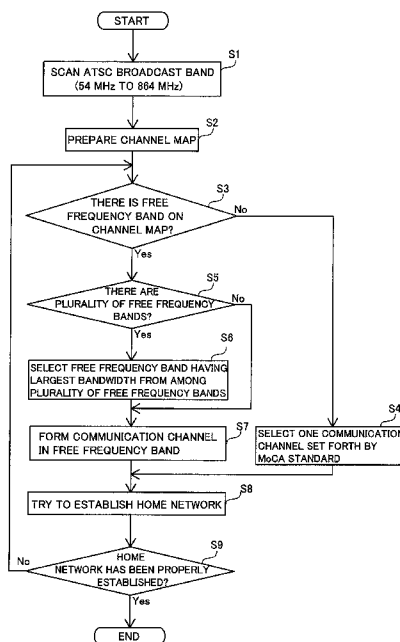 START
S1
SCAN ATSC BROADCAST BAND
(54 MHz TO 864 MHz)
S2
PREPARE CHANNEL MAP
S3
THERE IS FREE
FREQUENCY BAND ON
CHANNEL MAP?
No
Yes
S5
THERE ARE
PLURALITY OF FREE FREQUENCY
BANDS?
No
Yes
S6
SELECT FREE FREQUENCY BAND HAVING
LARGEST BANDWIDTH FROM AMONG
PLURALITY OF FREE FREQUENCY BANDS
S7
FORM COMMUNICATION CHANNEL
IN FREE FREQUENCY BAND
S4
SELECT ONE COMMUNICATION
CHANNEL SET FORTH BY
MoCA STANDARD
S8
TRY TO ESTABLISH HOME NETWORK
S9
No
HOME
NETWORK HAS BEEN PROPERLY
ESTABLISHED?
Yes
END